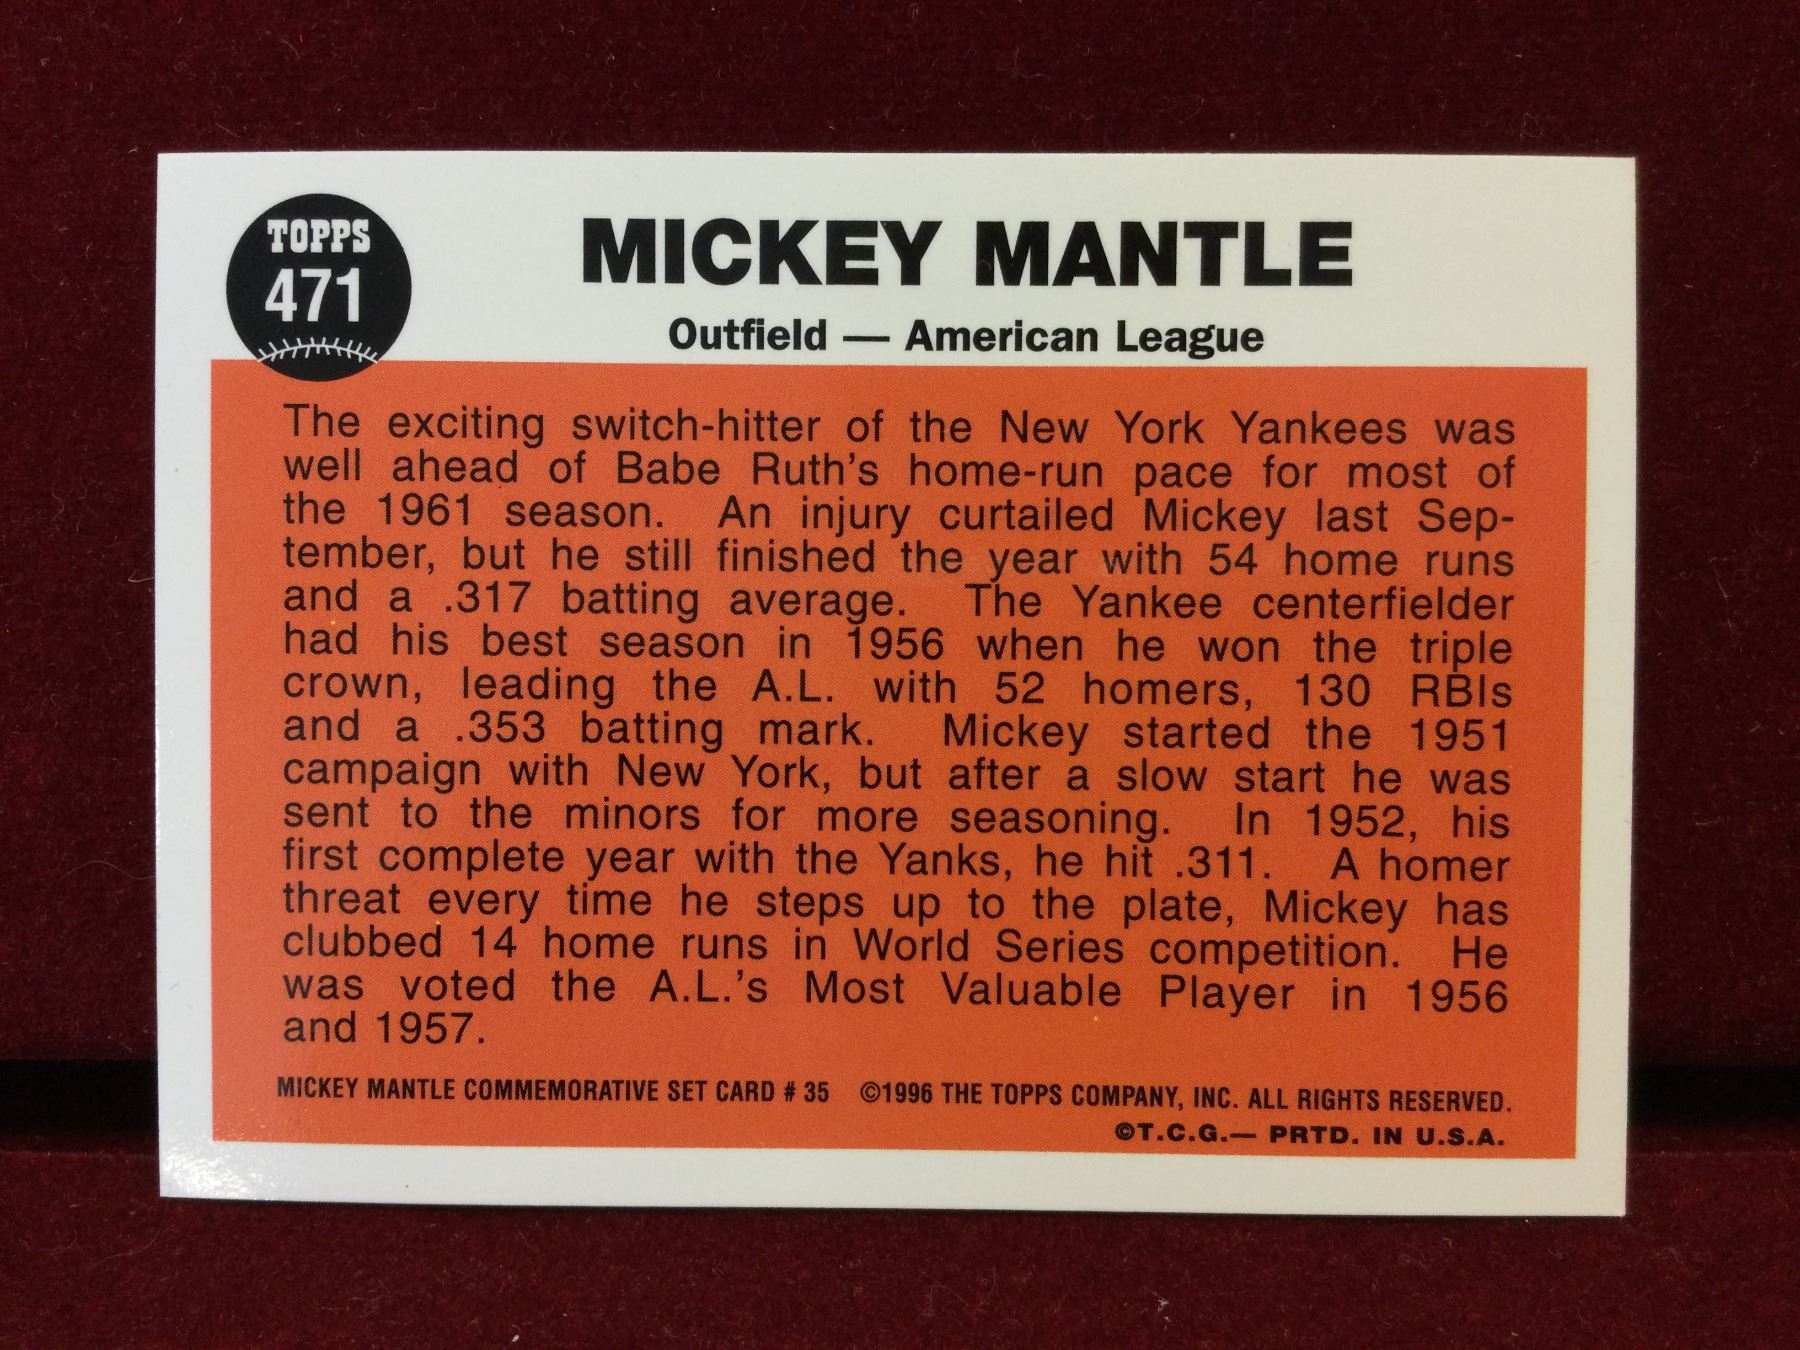 TOPPS
471
MICKEY MANTLE
Outfield — American League
The exciting switch-hitter of the New York Yankees was
well ahead of Babe Ruth's home-run pace for most of
the 1961 season. An injury curtailed Mickey last Sep-
tember, but he still finished the year with 54 home runs
and a .317 batting average. The Yankee centerfielder
had his best season in 1956 when he won the triple
crown, leading the A.L. with 52 homers, 130 RBIs
and a .353 batting mark. Mickey started the 1951
campaign with New York, but after a slow start he was
sent to the minors for more seasoning. In 1952, his
first complete year with the Yanks, he hit .311. A homer
threat every time he steps up to the plate, Mickey has
clubbed 14 home runs in World Series competition. He
was voted the A.L.'s Most Valuable Player in 1956
and 1957.
MICKEY MANTLE COMMEMORATIVE SET CARD # 35 ©1996 THE TOPPS COMPANY, INC. ALL RIGHTS RESERVED.
©T.C.G.— PRTD. IN U.S.A.